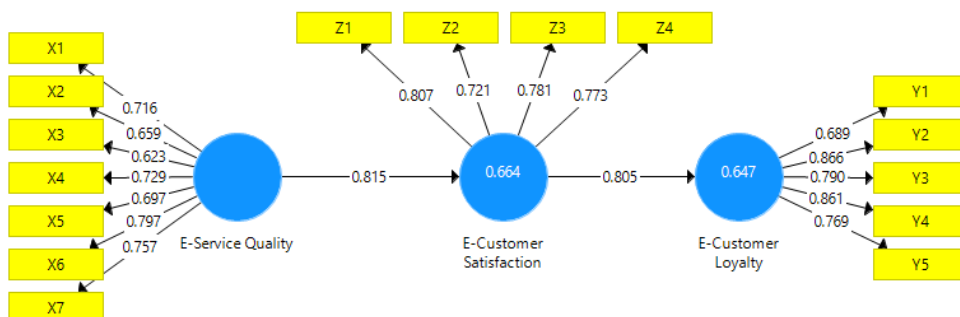 Z1
Z2
Z3
Z4
X1
X2
X3
X4
X5
X6
X7
0.716
0.659
0.623
0.729
0.697
0.797
0.757
E-Service Quality
0.815
0.807
0.721
0.781
0.773
0.664
E-Customer
Satisfaction
0.805
0.647
E-Customer
Loyalty
0.689
0.866
0.790
0.861
0.769
Y1
Y2
Y3
Y4
Y5